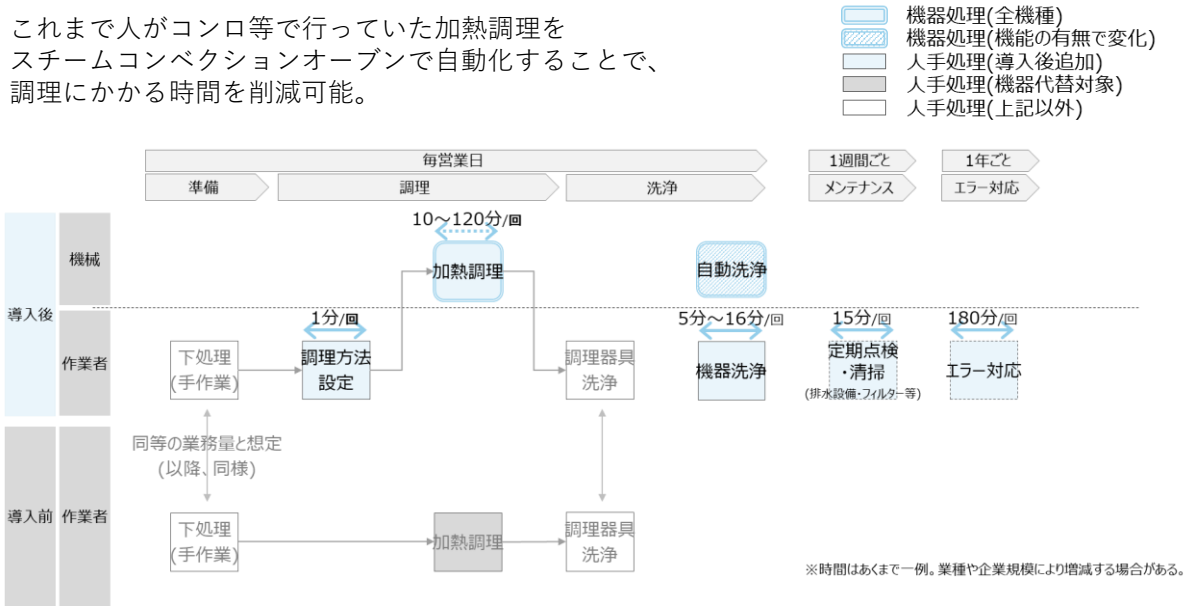 これまで人がコンロ等で行っていた加熱調理を
スチームコンベクションオーブンで自動化することで、
調理にかかる時間を削減可能。
機器処理(全機種)
機器処理(機能の有無で変化)
人手処理(導入後追加)
人手処理(機器代替対象)
人手処理(上記以外)
毎営業日
1週間ごと
1年ごと
準備
調理
洗浄
メンテナンス
エラー対応
導入後
機械
10～120分/回
加熱調理
自動洗浄
作業者
下処理
(手作業)
1分/回
調理方法
設定
調理器具
洗浄
5分～16分/回
機器洗浄
15分/回
定期点検
・清掃
(排水設備・フィルター等)
180分/回
エラー対応
同等の業務量と想定
(以降、同様)
導入前
作業者
下処理
(手作業)
加熱調理
調理器具
洗浄
※時間はあくまで一例。業種や企業規模により増減する場合がある。